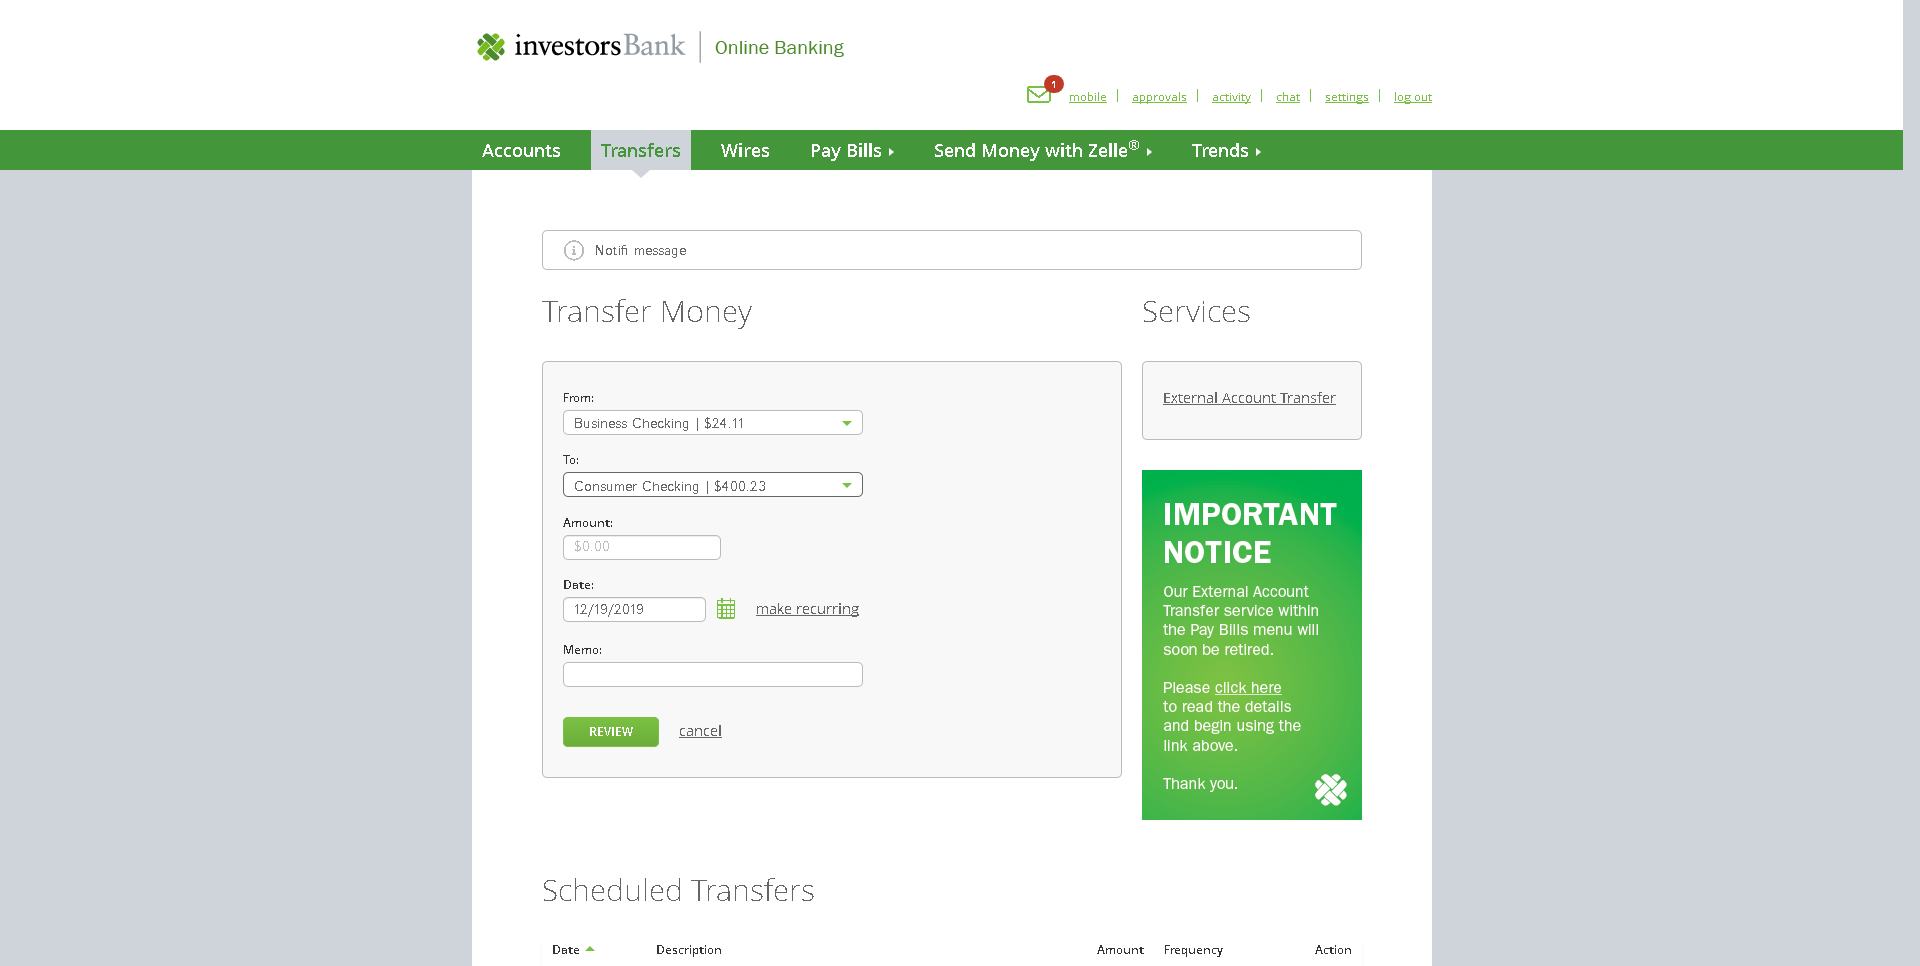 investorsBank | Online Banking
1
mobile | approvals | activity | chat | settings | log out
Accounts Transfers Wires Pay Bills Send Money with Zelle® Trends
Notifi message
Transfer Money
From:
Business Checking | $24.11
To:
Consumer Checking | $400.23
Amount:
$0.00
Date:
12/19/2019 make recurring
Memo:
REVIEW cancel
Services
External Account Transfer
IMPORTANT
NOTICE
Our External Account
Transfer service within
the Pay Bills menu will
soon be retired.
Please click here
to read the details
and begin using the
link above.
Thank you.
Scheduled Transfers
Date Description Amount Frequency Action